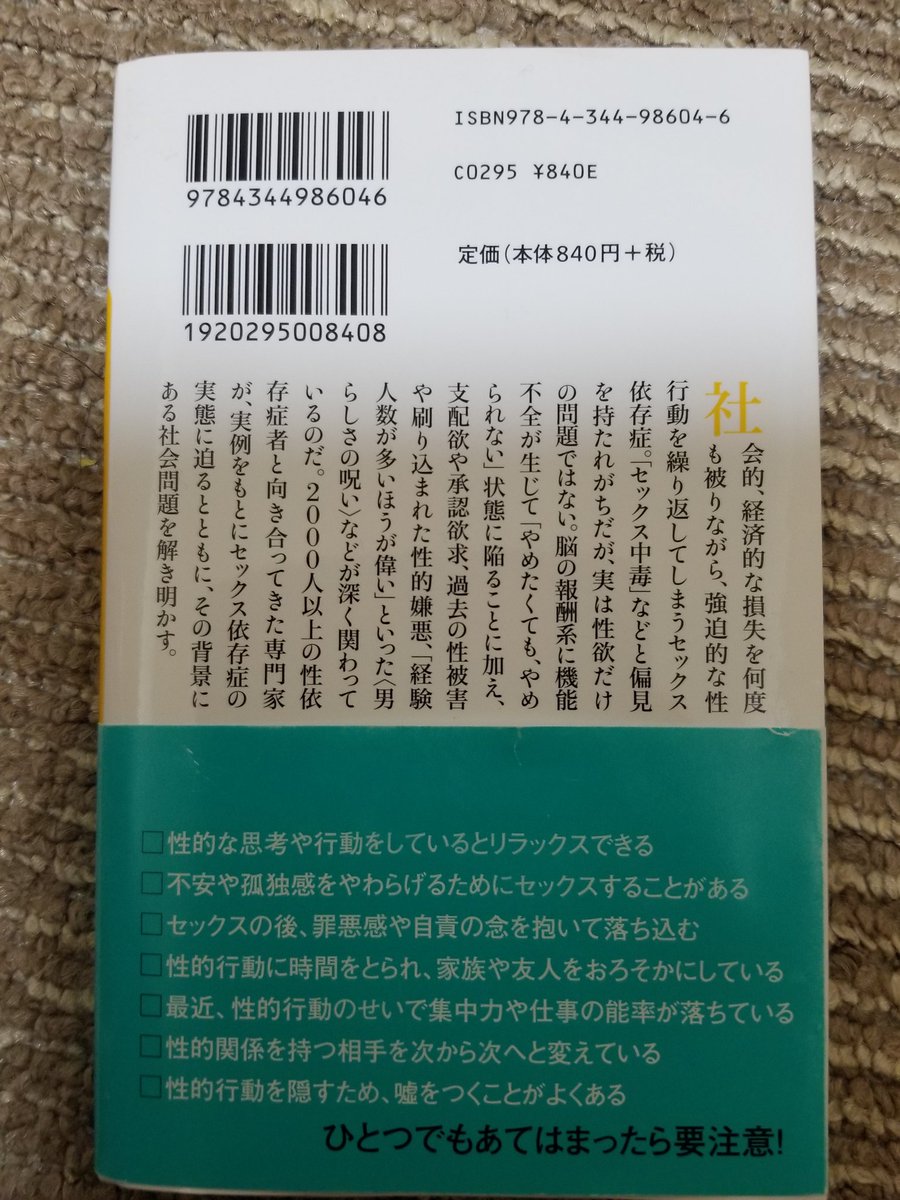 ISBN978-4-344-98604-6
C0295 ¥840E
定価(本体840円+税)
9784344986046
1920295008408
社会的、経済的な損失を何度
も被りながら、強迫的な性
行動を繰り返してしまうセックス
依存症。「セックス中毒」などと偏見
を持たれがちだが、実は性欲だけ
の問題ではない。脳の報酬系に機能
不全が生じて「やめたくても、やめ
られない」状態に陥ることに加え、
支配欲や承認欲求、過去の性被害
や刷り込まれた性的嫌悪、「経験
人数が多いほうが偉い」といった〈男
らしさの呪い〉などが深く関わって
いるのだ。2000人以上の性依
存症者と向き合ってきた専門家
が、実例をもとにセックス依存症の
実態に迫るとともに、その背景に
ある社会問題を解き明かす。
□性的な思考や行動をしているとリラックスできる
□不安や孤独感をやわらげるためにセックスすることがある
□セックスの後、罪悪感や自責の念を抱いて落ち込む
□性的行動に時間をとられ、家族や友人をおろそかにしている
□最近、性的行動のせいで集中力や仕事の能率が落ちている
□性的関係を持つ相手を次から次へと変えている
□性的行動を隠すため、嘘をつくことがよくある
ひとつでもあてはまったら要注意!